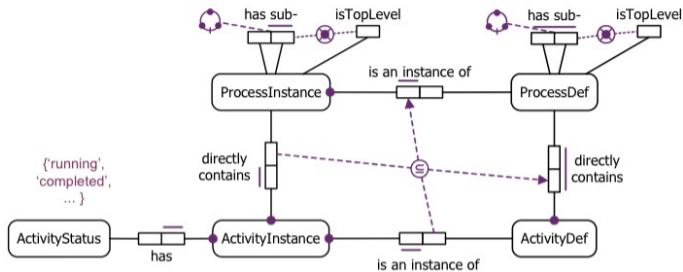 has sub-
isTopLevel
has sub-
isTopLevel
is an instance of
ProcessInstance
ProcessDef
directly
contains
directly
contains
{‘running’,
‘completed’,
... }
⊆
ActivityStatus
has
ActivityInstance
ActivityDef
is an instance of